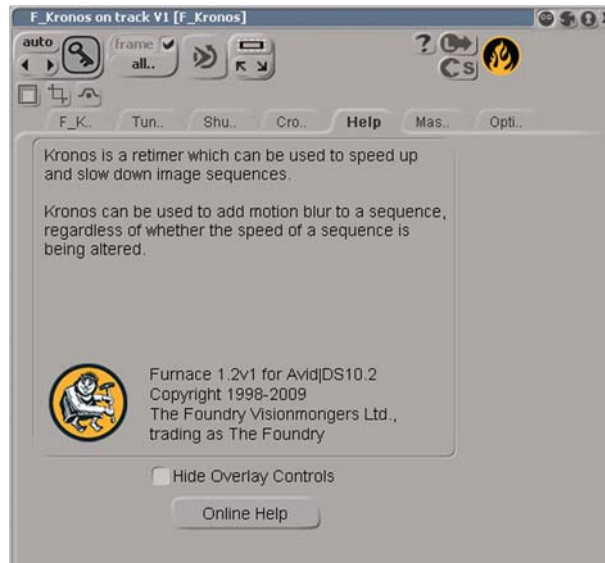 F_Kronos on track V1 [F_Kronos]
auto
frame
all..
?
CS
F_K..
Tun..
Shu..
Cro..
Help
Mas..
Opti..
Kronos is a retimer which can be used to speed up
and slow down image sequences.
Kronos can be used to add motion blur to a sequence,
regardless of whether the speed of a sequence is
being altered.
Furnace 1.2v1 for Avid|DS10.2
Copyright 1998-2009
The Foundry Visionmongers Ltd.,
trading as The Foundry
Hide Overlay Controls
Online Help